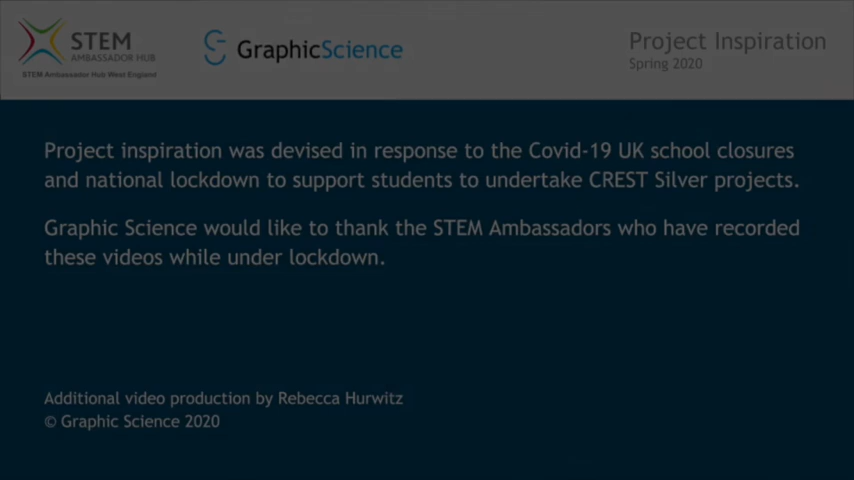 STEM
AMBASSADOR HUB
STEM Ambassador Hub West England
GraphicScience
Project Inspiration
Spring 2020
Project inspiration was devised in response to the Covid-19 UK school closures
and national lockdown to support students to undertake CREST Silver projects.
Graphic Science would like to thank the STEM Ambassadors who have recorded
these videos while under lockdown.
Additional video production by Rebecca Hurwitz
© Graphic Science 2020